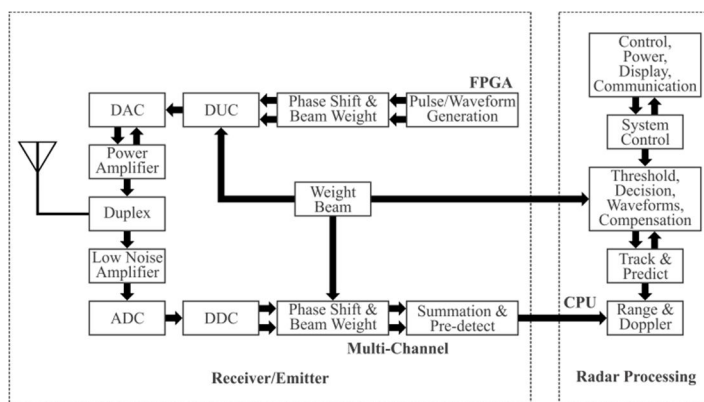 FPGA
DAC
DUC
Phase Shift &
Beam Weight
Pulse/Waveform
Generation
Power
Amplifier
Duplex
Weight
Beam
Low Noise
Amplifier
ADC
DDC
Phase Shift &
Beam Weight
Summation &
Pre-detect
Multi-Channel
Receiver/Emitter
Control,
Power,
Display,
Communication
System
Control
Threshold,
Decision,
Waveforms,
Compensation
Track &
Predict
CPU
Range &
Doppler
Radar Processing